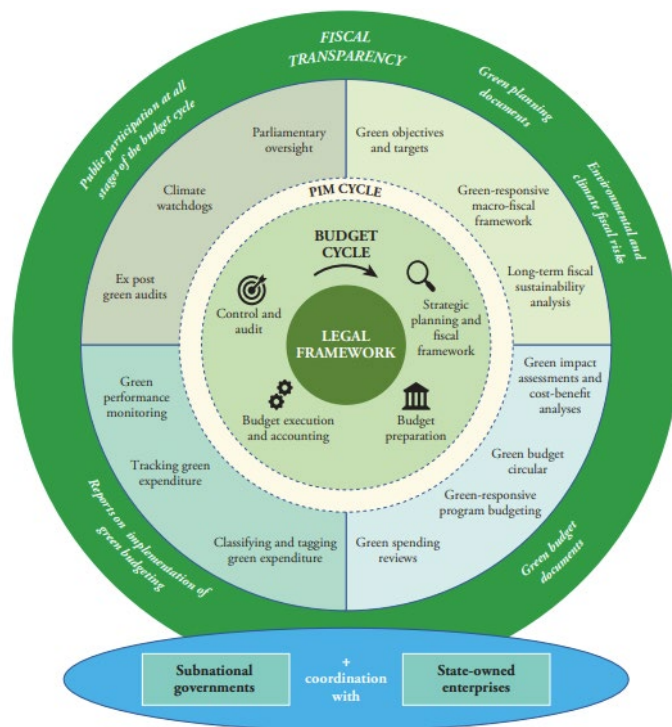 FISCAL
TRANSPARENCY
Public participation at all
stages of the budget cycle
Green planning
documents
Environmental and
climate fiscal risks
Parliamentary
oversight
Climate
watchdogs
Ex post
green audits
Green objectives
and targets
Green-responsive
macro-fiscal
framework
Long-term fiscal
sustainability
analysis
PIM CYCLE
BUDGET
CYCLE
Control and
audit
Strategic
planning and
fiscal
framework
LEGAL
FRAMEWORK
Budget execution
and accounting
Budget
preparation
Green
performance
monitoring
Tracking green
expenditure
Classifying and tagging
green expenditure
Green impact
assessments and
cost-benefit
analyses
Green budget
circular
Green-responsive
program budgeting
Green spending
reviews
Reports on implementation of
green budgeting
Green budget
documents
Subnational
governments
+
coordination
with
State-owned
enterprises